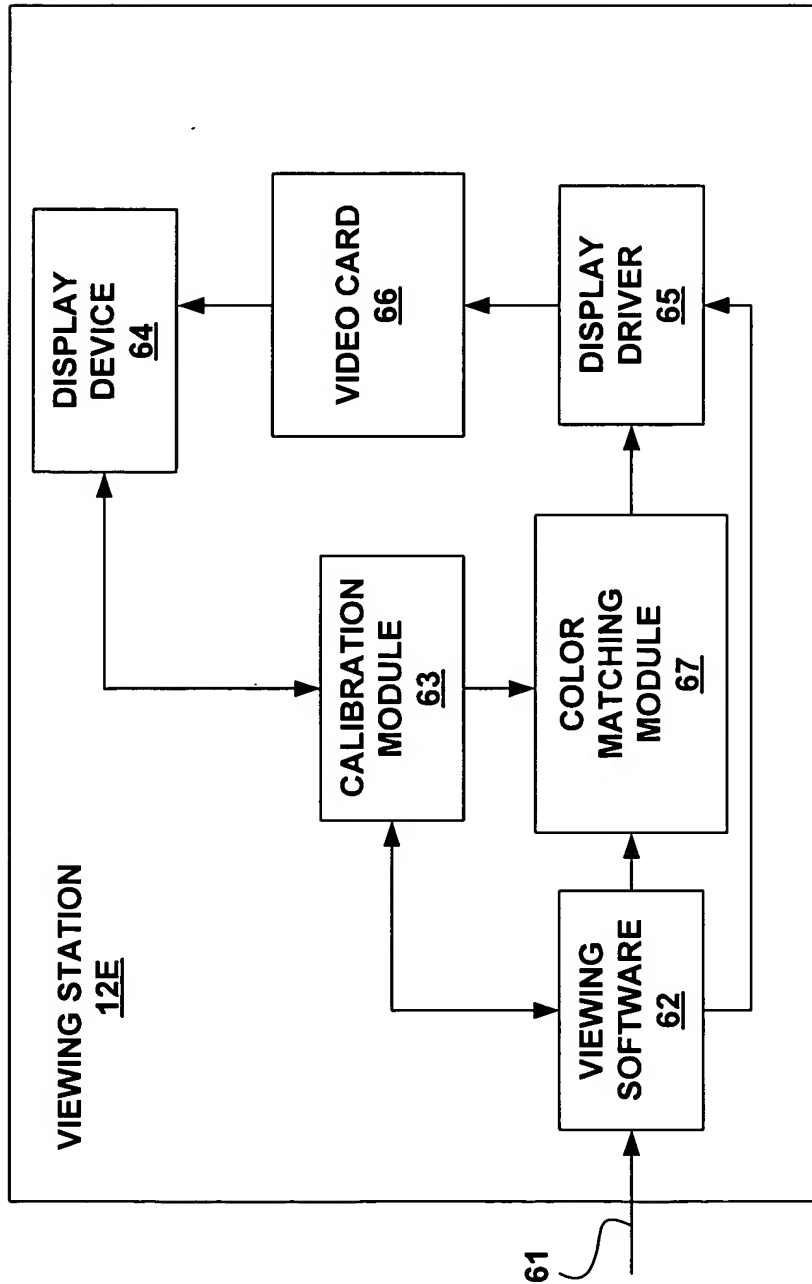 VIEWING STATION
12E
DISPLAY
DEVICE
64
CALIBRATION
MODULE
63
VIDEO CARD
66
61
VIEWING
SOFTWARE
62
COLOR
MATCHING
MODULE
67
DISPLAY
DRIVER
65